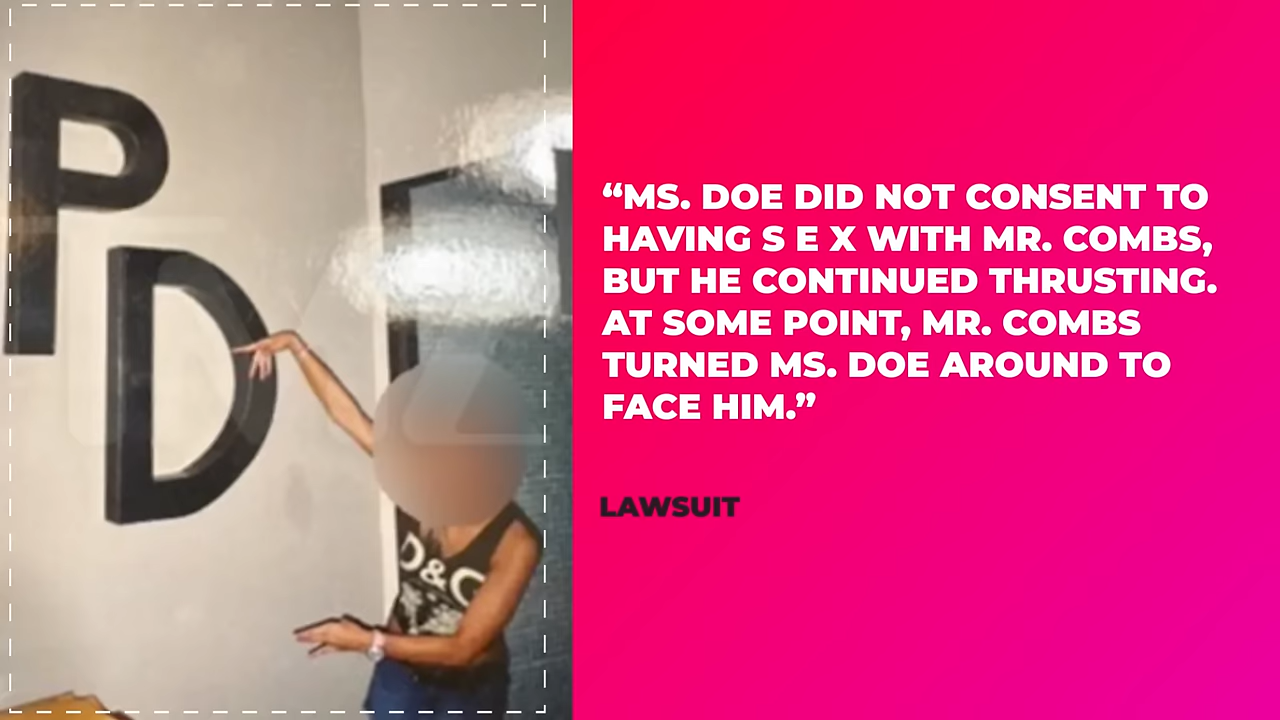 P
D
D&G
“MS. DOE DID NOT CONSENT TO
HAVING S E X WITH MR. COMBS,
BUT HE CONTINUED THRUSTING.
AT SOME POINT, MR. COMBS
TURNED MS. DOE AROUND TO
FACE HIM.”
LAWSUIT